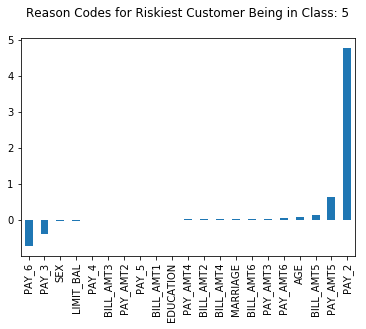 Reason Codes for Riskiest Customer Being in Class: 5
5
4
3
2
1
0
PAY_6
PAY_3
SEX
LIMIT_BAL
PAY_4
BILL_AMT3
PAY_AMT2
PAY_5
BILL_AMT1
EDUCATION
PAY_AMT4
BILL_AMT2
BILL_AMT4
MARRIAGE
BILL_AMT6
PAY_AMT3
PAY_AMT6
AGE
BILL_AMT5
PAY_AMT5
PAY_2